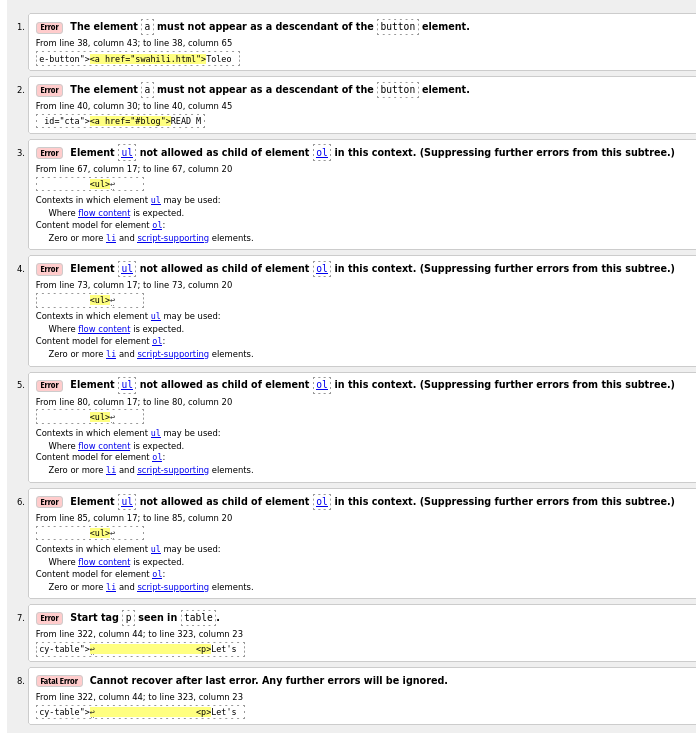 1. Error The element a must not appear as a descendant of the button element.
From line 38, column 43; to line 38, column 65
e-button"><a href="swahili.html">Toleo
2. Error The element a must not appear as a descendant of the button element.
From line 40, column 30; to line 40, column 45
id="cta"><a href="#blog">READ M
3. Error Element ul not allowed as child of element ol in this context. (Suppressing further errors from this subtree.)
From line 67, column 17; to line 67, column 20
<ul>↩
Contexts in which element ul may be used:
Where flow content is expected.
Content model for element ol:
Zero or more li and script-supporting elements.
4. Error Element ul not allowed as child of element ol in this context. (Suppressing further errors from this subtree.)
From line 73, column 17; to line 73, column 20
<ul>↩
Contexts in which element ul may be used:
Where flow content is expected.
Content model for element ol:
Zero or more li and script-supporting elements.
5. Error Element ul not allowed as child of element ol in this context. (Suppressing further errors from this subtree.)
From line 80, column 17; to line 80, column 20
<ul>↩
Contexts in which element ul may be used:
Where flow content is expected.
Content model for element ol:
Zero or more li and script-supporting elements.
6. Error Element ul not allowed as child of element ol in this context. (Suppressing further errors from this subtree.)
From line 85, column 17; to line 85, column 20
<ul>↩
Contexts in which element ul may be used:
Where flow content is expected.
Content model for element ol:
Zero or more li and script-supporting elements.
7. Error Start tag p seen in table.
From line 322, column 44; to line 323, column 23
cy-table">↩ <p>Let's
8. Fatal Error Cannot recover after last error. Any further errors will be ignored.
From line 322, column 44; to line 323, column 23
cy-table">↩ <p>Let's